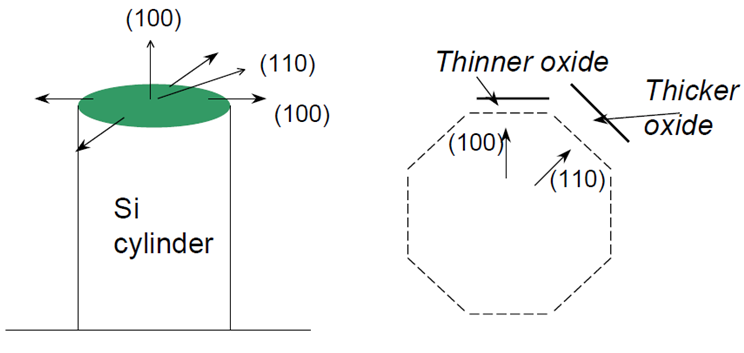 (100)
(110)
(100)
Si
cylinder
Thinner oxide
Thicker
oxide
(100)
(110)